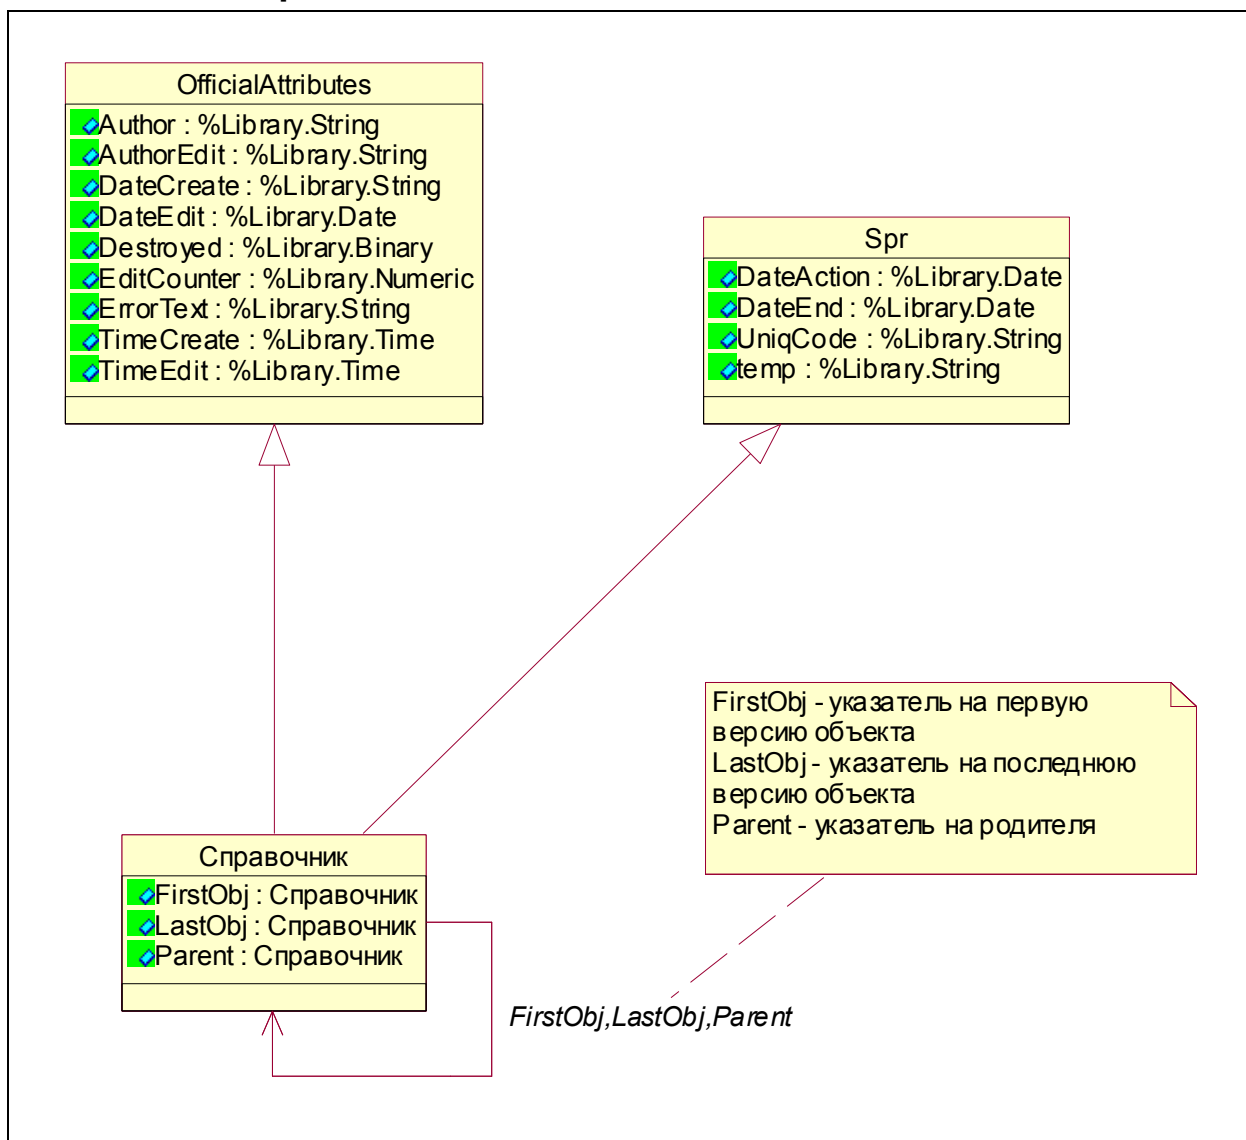 OfficialAttributes
Author : %Library.String
AuthorEdit : %Library.String
DateCreate : %Library.String
DateEdit : %Library.Date
Destroyed : %Library.Binary
EditCounter : %Library.Numeric
ErrorText : %Library.String
TimeCreate : %Library.Time
TimeEdit : %Library.Time
Spr
DateAction : %Library.Date
DateEnd : %Library.Date
UniqCode : %Library.String
temp : %Library.String
FirstObj - указатель на первую
версию объекта
LastObj - указатель на последнюю
версию объекта
Parent - указатель на родителя
Справочник
FirstObj : Справочник
LastObj : Справочник
Parent : Справочник
FirstObj,LastObj,Parent